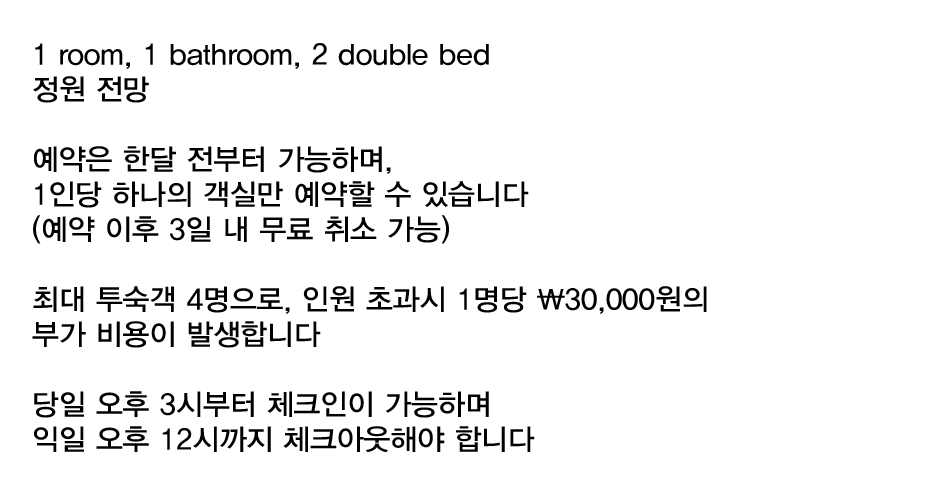 1 room, 1 bathroom, 2 double bed
정원 전망
예약은 한달 전부터 가능하며,
1인당 하나의 객실만 예약할 수 있습니다
(예약 이후 3일 내 무료 취소 가능)
최대 투숙객 4명으로, 인원 초과시 1명당 ₩30,000원의
부가 비용이 발생합니다
당일 오후 3시부터 체크인이 가능하며
익일 오후 12시까지 체크아웃해야 합니다